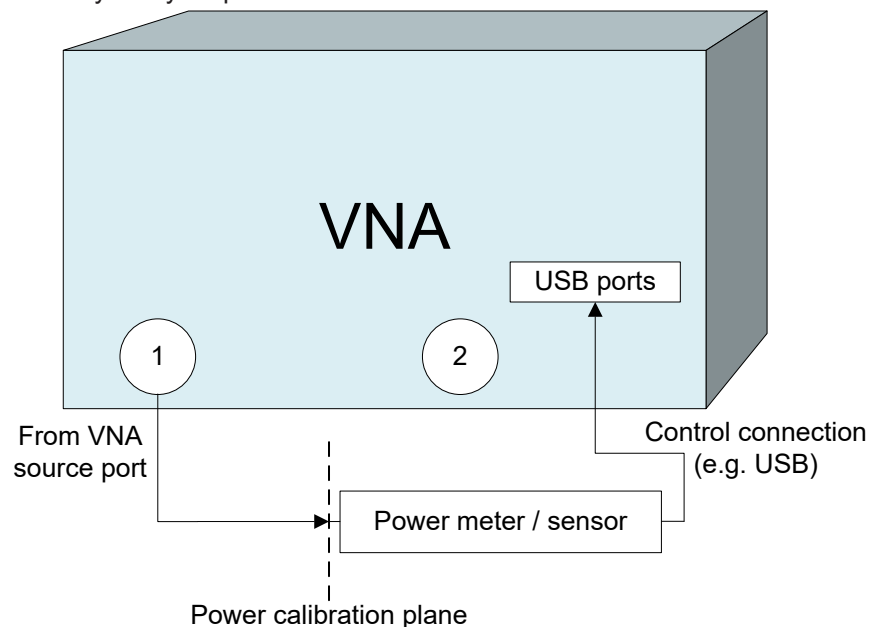 VNA
USB ports
1
2
From VNA
source port
Control connection
(e.g. USB)
Power meter / sensor
Power calibration plane